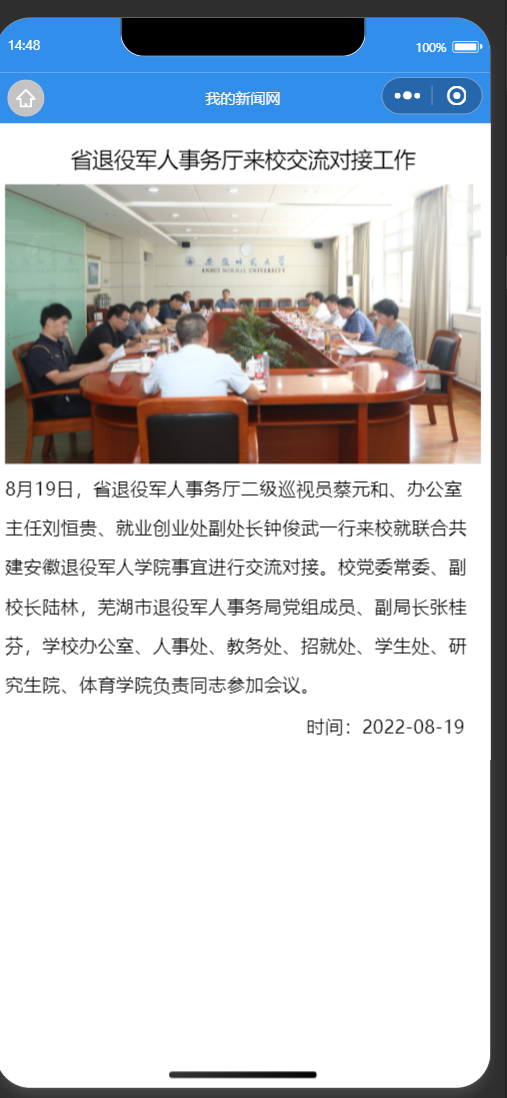 14:48
100%
我的新闻网
省退役军人事务厅来校交流对接工作
安徽师范大学
ANHUI NORMAL UNIVERSITY
8月19日，省退役军人事务厅二级巡视员蔡元和、办公室
主任刘恒贵、就业创业处副处长钟俊武一行来校就联合共
建安徽退役军人学院事宜进行交流对接。校党委常委、副
校长陆林，芜湖市退役军人事务局党组成员、副局长张桂
芬，学校办公室、人事处、教务处、招就处、学生处、研
究生院、体育学院负责同志参加会议。
时间：2022-08-19